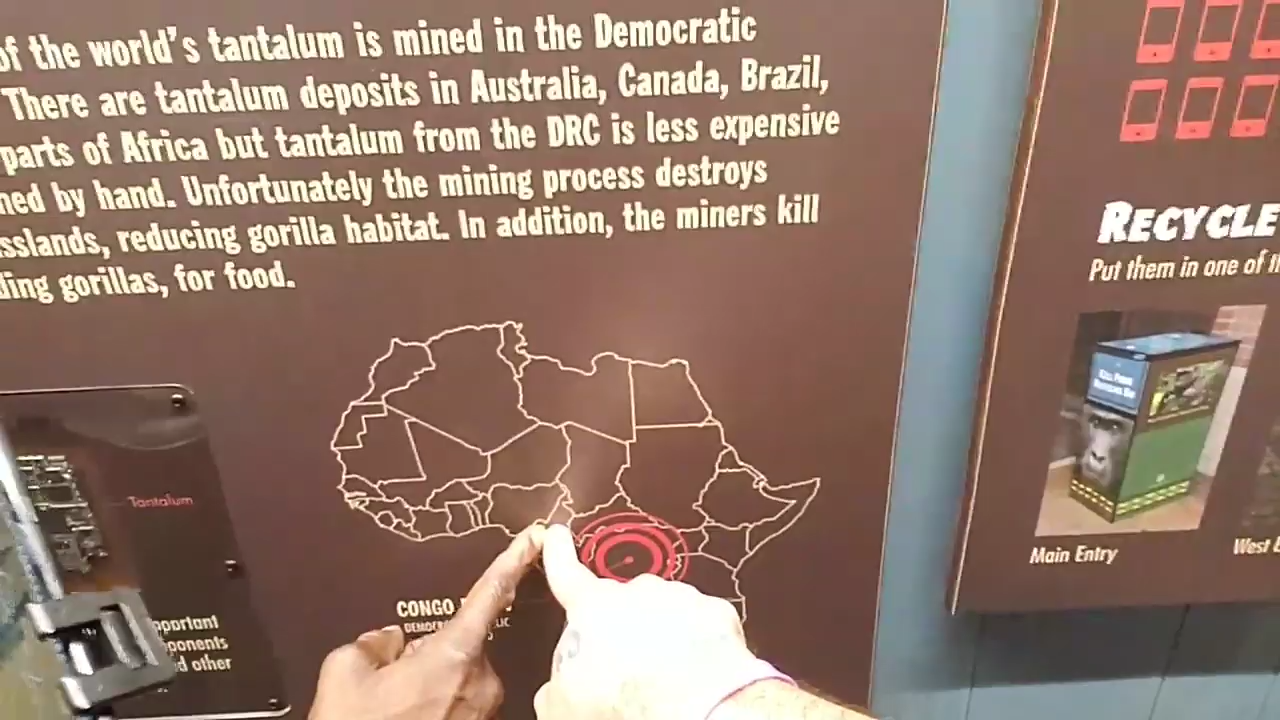 of the world's tantalum is mined in the Democratic
There are tantalum deposits in Australia, Canada, Brazil,
parts of Africa but tantalum from the DRC is less expensive
by hand. Unfortunately the mining process destroys
reducing gorilla habitat. In addition, the miners kill
gorillas, for food.
Tantalum
CONGO
other
RECYCLE
Put them in one of
Main Entry
West